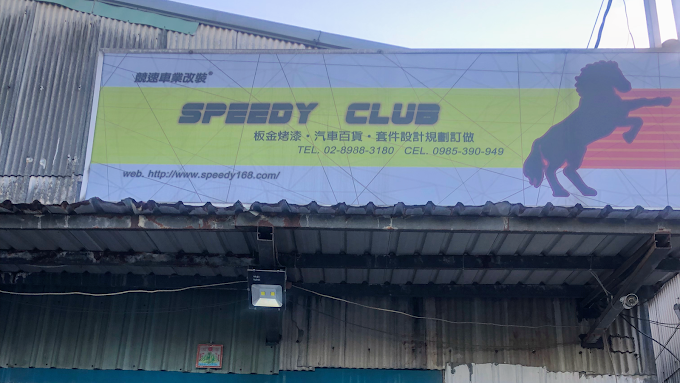 競速車業改裝
SPEEDY CLUB
板金烤漆・汽車百貨・套件設計規劃訂做
TEL. 02-8988-3180 CEL. 0985-390-949
web. http://www.speedy168.com/